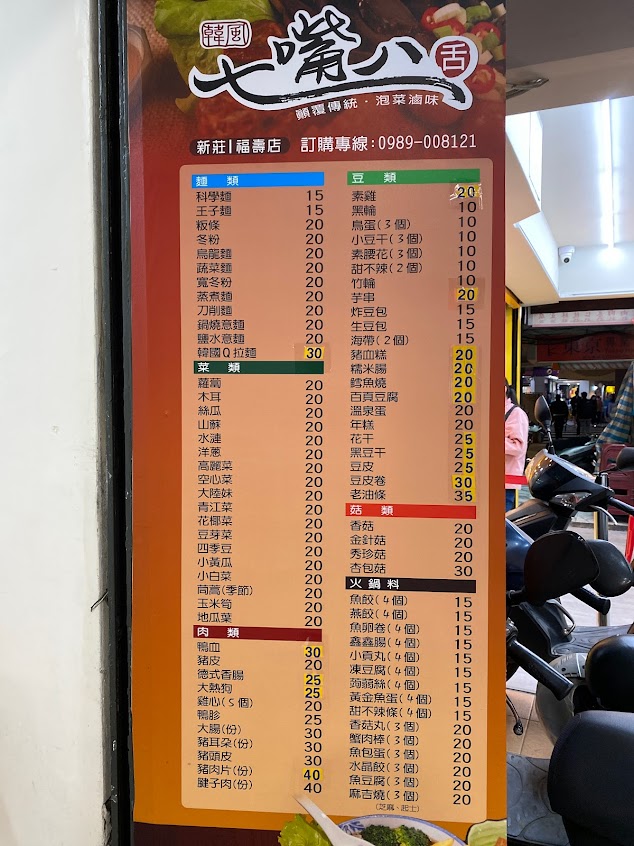 韓風
七嘴八舌
顛覆傳統・泡菜滷味
新莊|福壽店 訂購專線:0989-008121
麵 類
科學麵 15
王子麵 15
粄條 20
冬粉 20
烏龍麵 20
蔬菜麵 20
寬冬粉 20
蒸煮麵 20
刀削麵 20
鍋燒意麵 20
鹽水意麵 20
韓國Q拉麵 30
菜 類
蘿蔔 20
木耳 20
絲瓜 20
山蘇 20
水漣 20
洋蔥 20
高麗菜 20
空心菜 20
大陸妹 20
青江菜 20
花椰菜 20
豆芽菜 20
四季豆 20
小黃瓜 20
小白菜 20
茼蒿(季節) 20
玉米筍 20
地瓜葉 20
肉 類
鴨血 30
豬皮 20
德式香腸 25
大熱狗 25
雞心(5個) 20
鴨胗 25
大腸(份) 30
豬耳朶(份) 30
豬頭皮 30
豬肉片(份) 40
腱子肉(份) 40
豆 類
素雞 20
黑輪 10
鳥蛋(3個) 10
小豆干(3個) 10
素腰花(3個) 10
甜不辣(2個) 10
竹輪 10
芋串 20
炸豆包 15
生豆包 15
海帶(2個) 15
豬血糕 20
糯米腸 20
鱈魚燒 20
百頁豆腐 20
溫泉蛋 20
年糕 20
花干 25
黑豆干 25
豆皮 25
豆皮卷 30
老油條 35
菇 類
香菇 20
金針菇 20
秀珍菇 20
杏包菇 30
火鍋料
魚餃(4個) 15
燕餃(4個) 15
魚卵卷(4個) 15
鑫鑫腸(4個) 15
小貢丸(4個) 15
凍豆腐(4個) 15
蒟蒻絲(4個) 15
黃金魚蛋(4個) 15
甜不辣條(4個) 15
香菇丸(3個) 20
蟹肉棒(3個) 20
魚包蛋(3個) 20
水晶餃(3個) 20
魚豆腐(3個) 20
麻吉燒(3個) 20
(芝麻、起士)